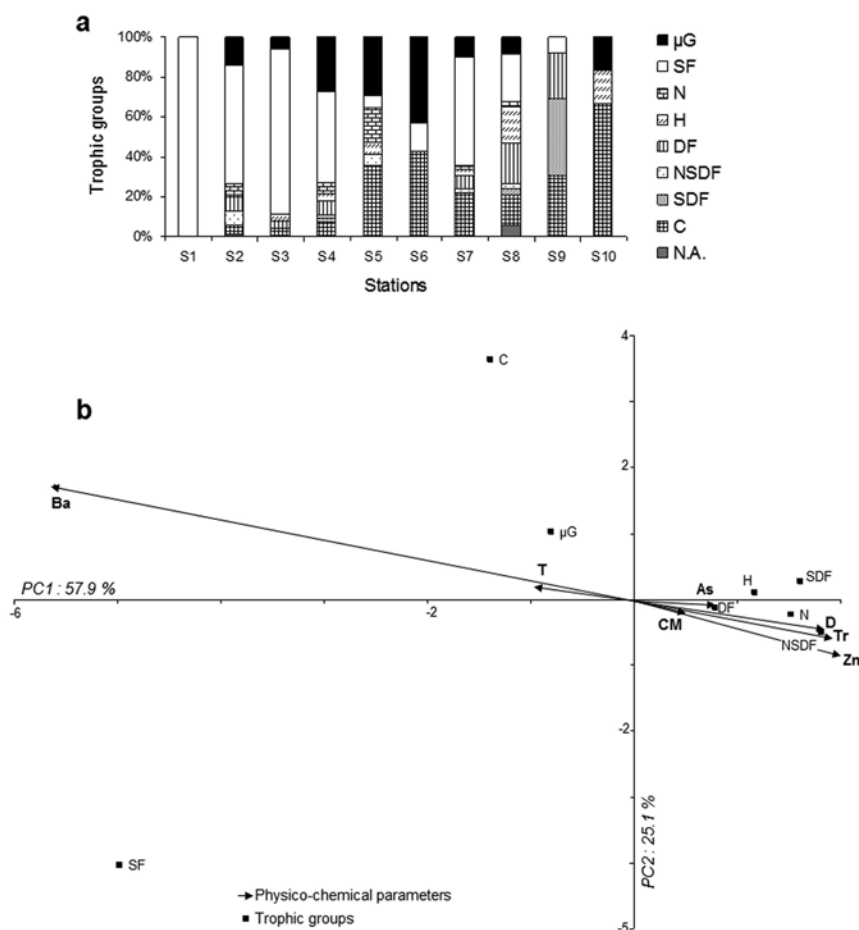 a
100%
80%
60%
40%
20%
0%
Trophic groups
S1 S2 S3 S4 S5 S6 S7 S8 S9 S10
Stations
µG
SF
N
H
DF
NSDF
SDF
C
N.A.
b
4
C
2
Ba
µG
T
PC1 : 57.9 %
H
SDF
As
DF
N
D
CM
Tr
NSDF
Zn
-6
-2
-2
PC2 : 25.1 %
SF
Physico-chemical parameters
Trophic groups
-5